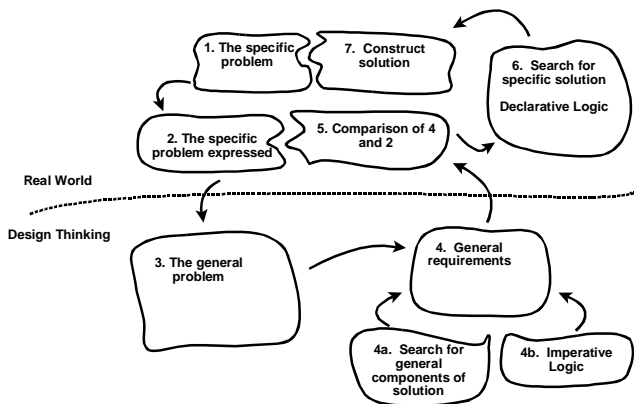 1. The specific
problem
7. Construct
solution
6. Search for
specific solution
Declarative Logic
2. The specific
problem expressed
5. Comparison of 4
and 2
Real World
Design Thinking
3. The general
problem
4. General
requirements
4a. Search for
general
components of
solution
4b. Imperative
Logic